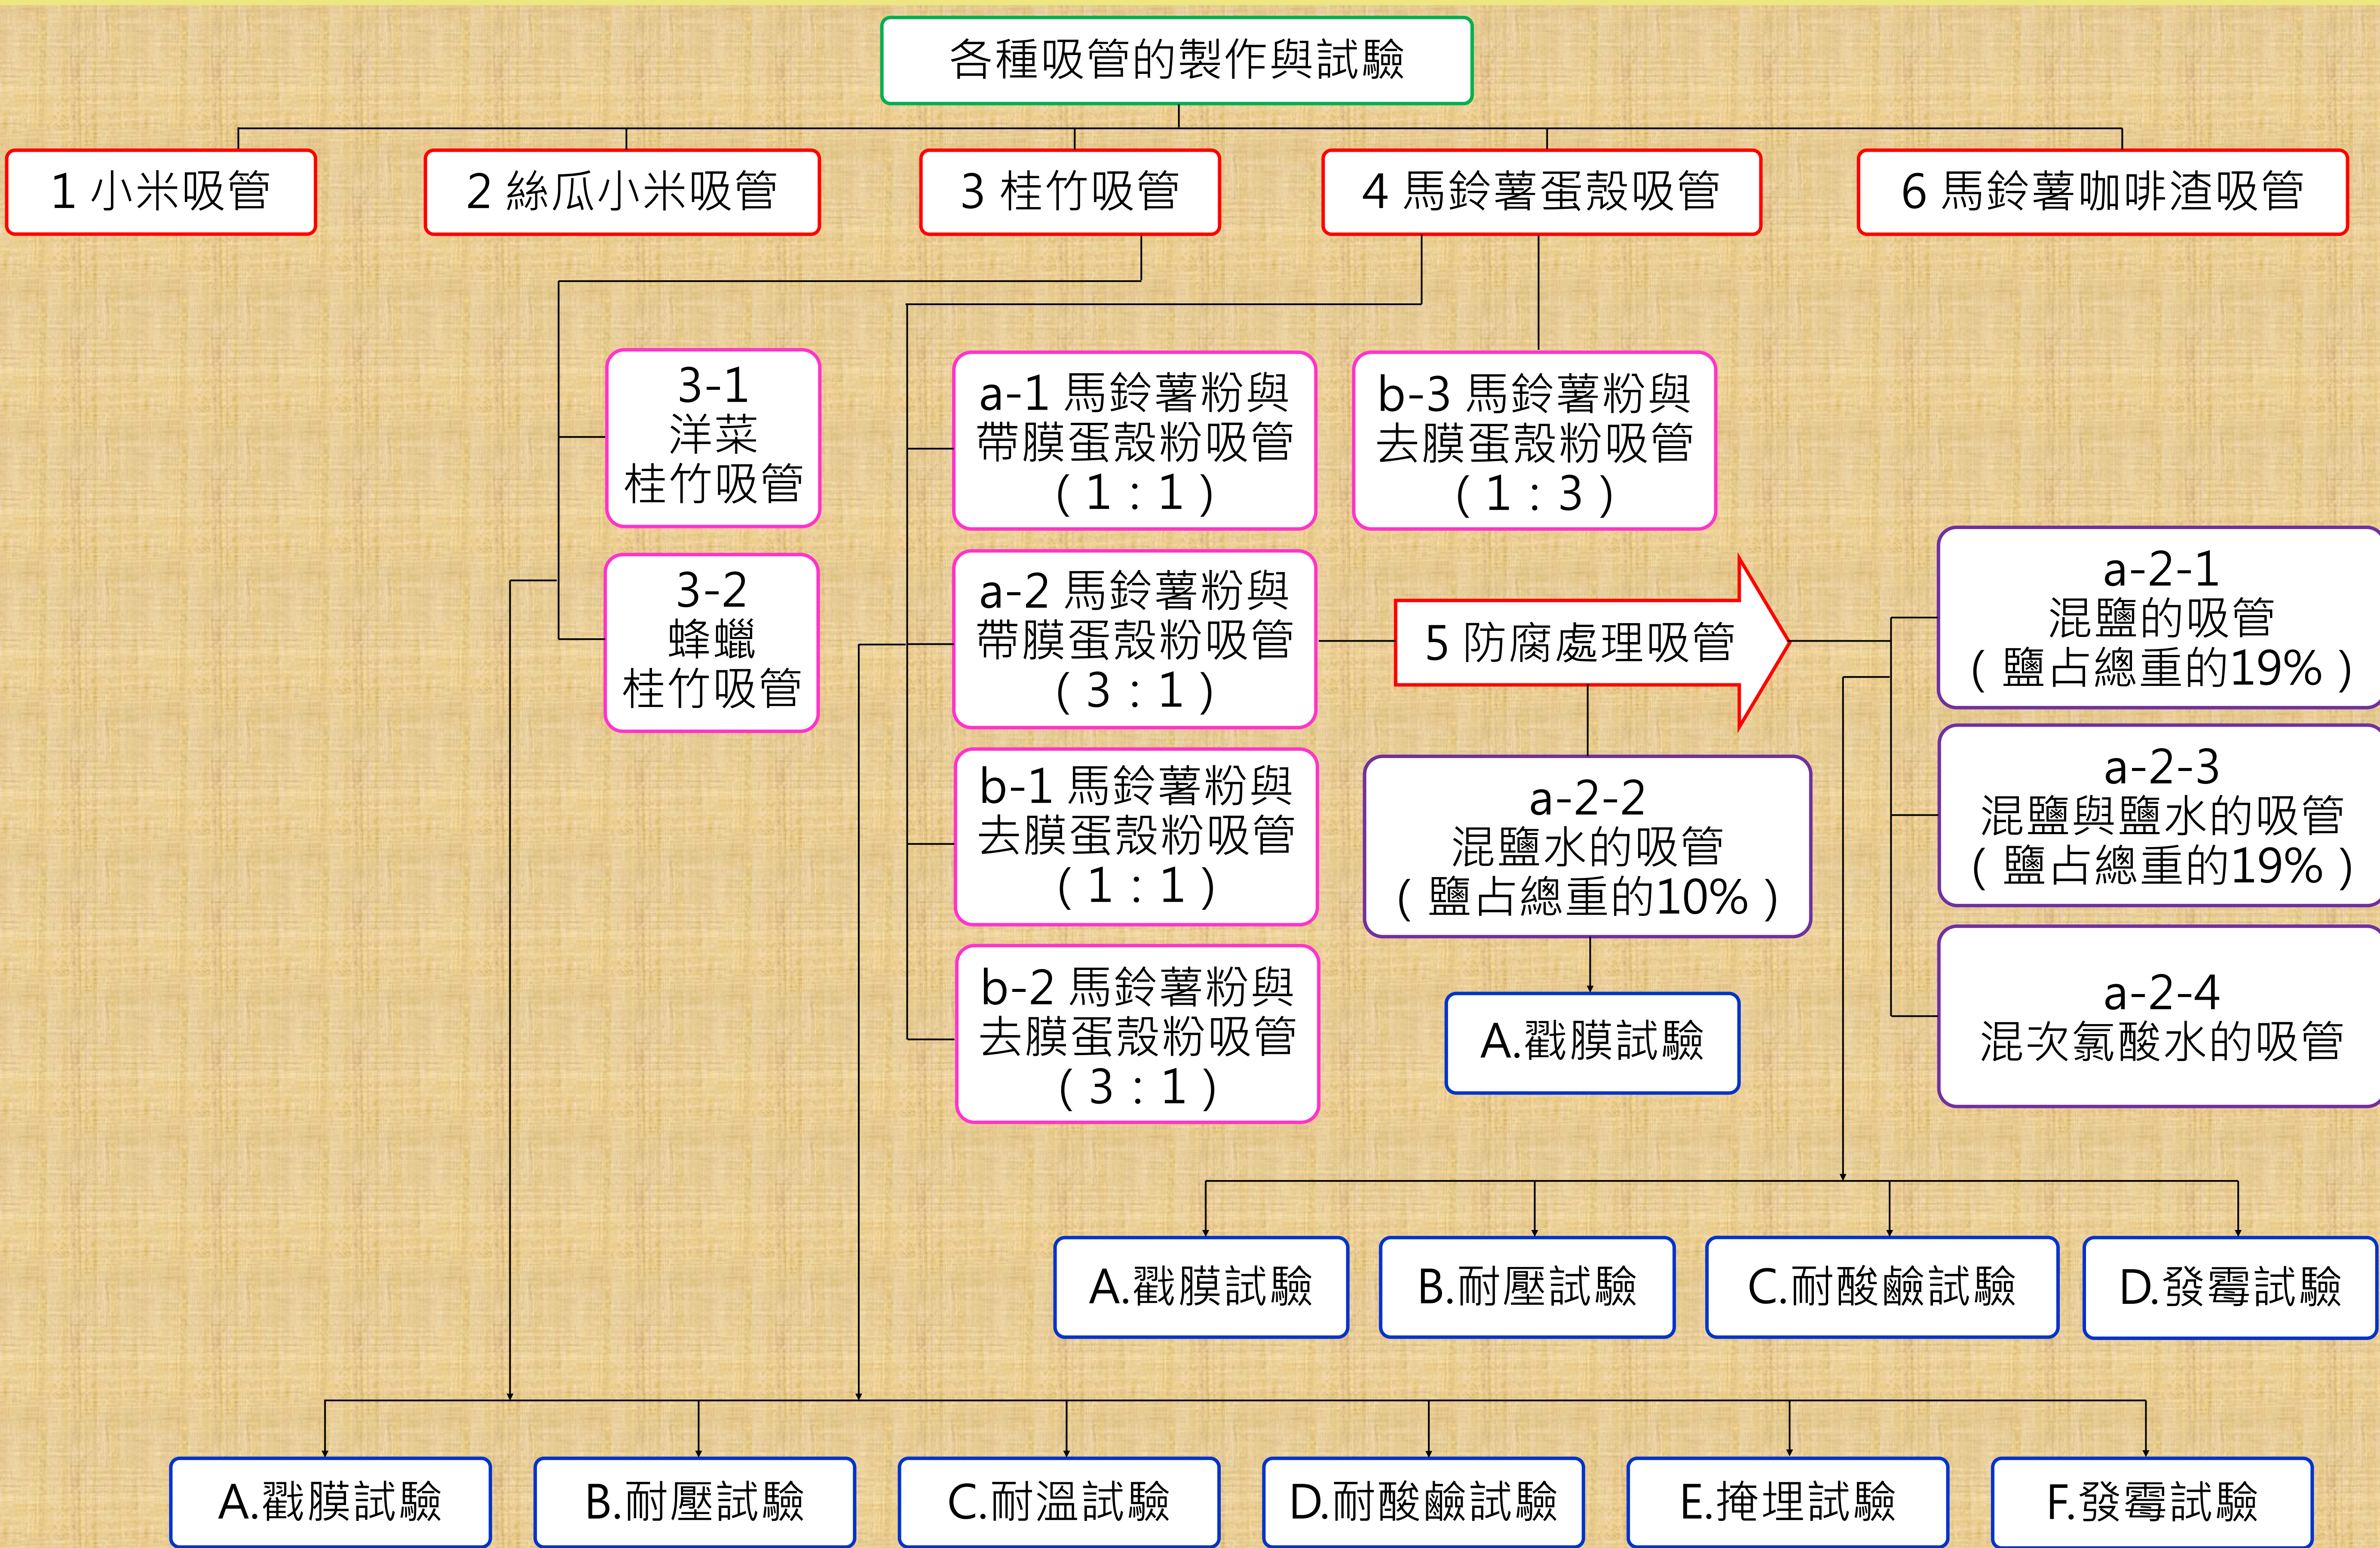 各種吸管的製作與試驗
1 小米吸管
2 絲瓜小米吸管
3 桂竹吸管
4 馬鈴薯蛋殼吸管
6 馬鈴薯咖啡渣吸管
3-1
洋菜
桂竹吸管
3-2
蜂蠟
桂竹吸管
a-1 馬鈴薯粉與
帶膜蛋殼粉吸管
(1：1)
b-3 馬鈴薯粉與
去膜蛋殼粉吸管
(1：3)
a-2 馬鈴薯粉與
帶膜蛋殼粉吸管
(3：1)
5 防腐處理吸管
b-1 馬鈴薯粉與
去膜蛋殼粉吸管
(1：1)
b-2 馬鈴薯粉與
去膜蛋殼粉吸管
(3：1)
a-2-2
混鹽水的吸管
(鹽占總重的10%)
A.戳膜試驗
a-2-1
混鹽的吸管
(鹽占總重的19%)
a-2-3
混鹽與鹽水的吸管
(鹽占總重的19%)
a-2-4
混次氯酸水的吸管
A.戳膜試驗
B.耐壓試驗
C.耐酸鹼試驗
D.發霉試驗
A.戳膜試驗
B.耐壓試驗
C.耐溫試驗
D.耐酸鹼試驗
E.掩埋試驗
F.發霉試驗